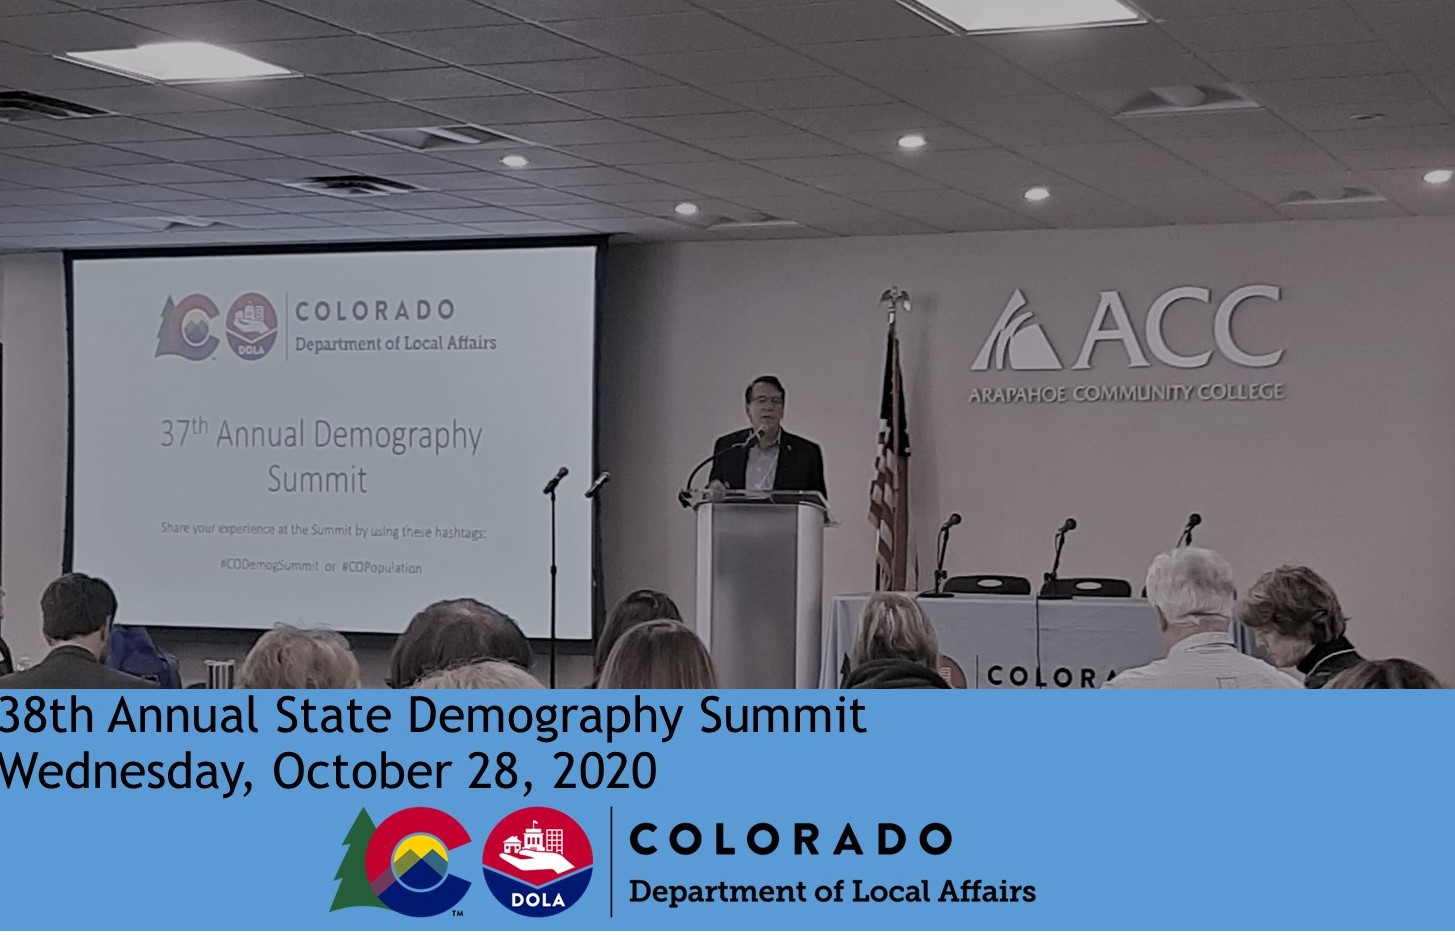 COLORADO
Department of Local Affairs
DOLA
37th Annual Demography
Summit
Share your experience at the Summit by using these hashtags:
#CODemogSummit or #COPopulation
ACC
ARAPAHOE COMMUNITY COLLEGE
COLORA
38th Annual State Demography Summit
Wednesday, October 28, 2020
DOLA
TM
COLORADO
Department of Local Affairs